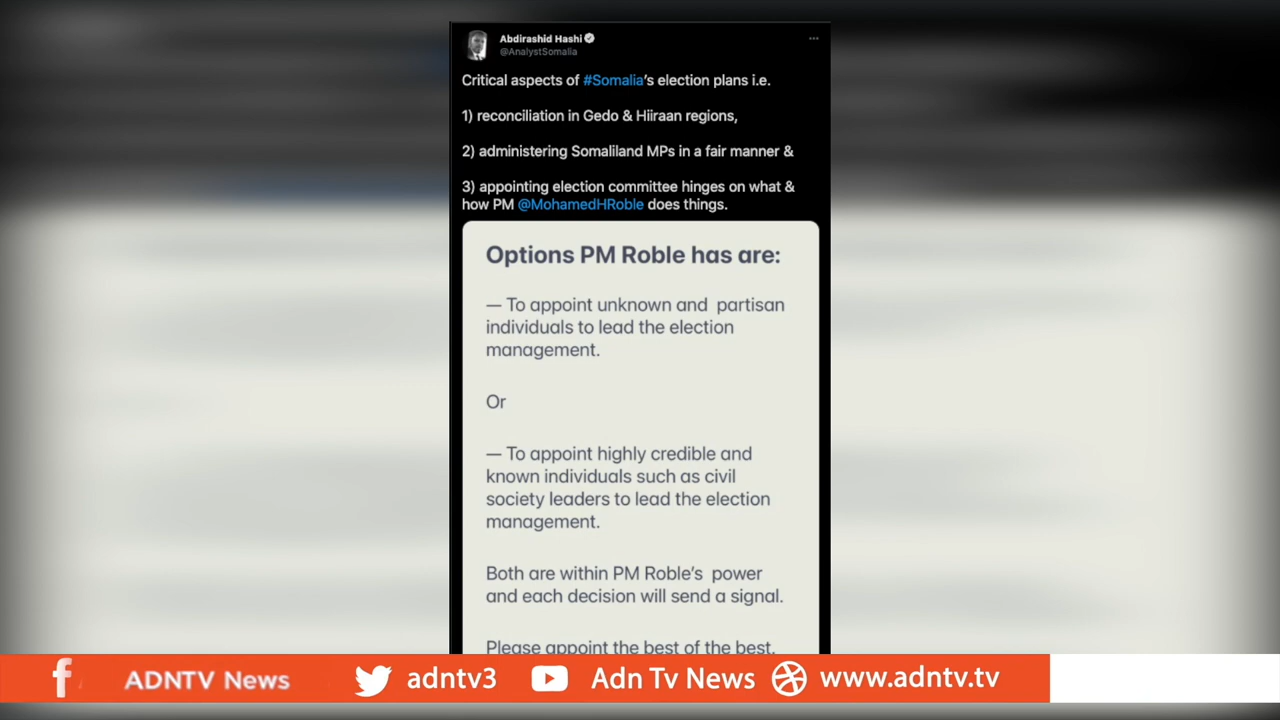 Abdirashid Hashi
@AnalystSomalia
Critical aspects of #Somalia's election plans i.e.
1) reconciliation in Gedo & Hiiraan regions,
2) administering Somaliland MPs in a fair manner &
3) appointing election committee hinges on what &
how PM @MohamedHRoble does things.
Options PM Roble has are:
— To appoint unknown and partisan
individuals to lead the election
management.
Or
— To appoint highly credible and
known individuals such as civil
society leaders to lead the election
management.
Both are within PM Roble's power
and each decision will send a signal.
Please appoint the best of the best.
ADNTV News adntv3 Adn Tv News www.adntv.tv